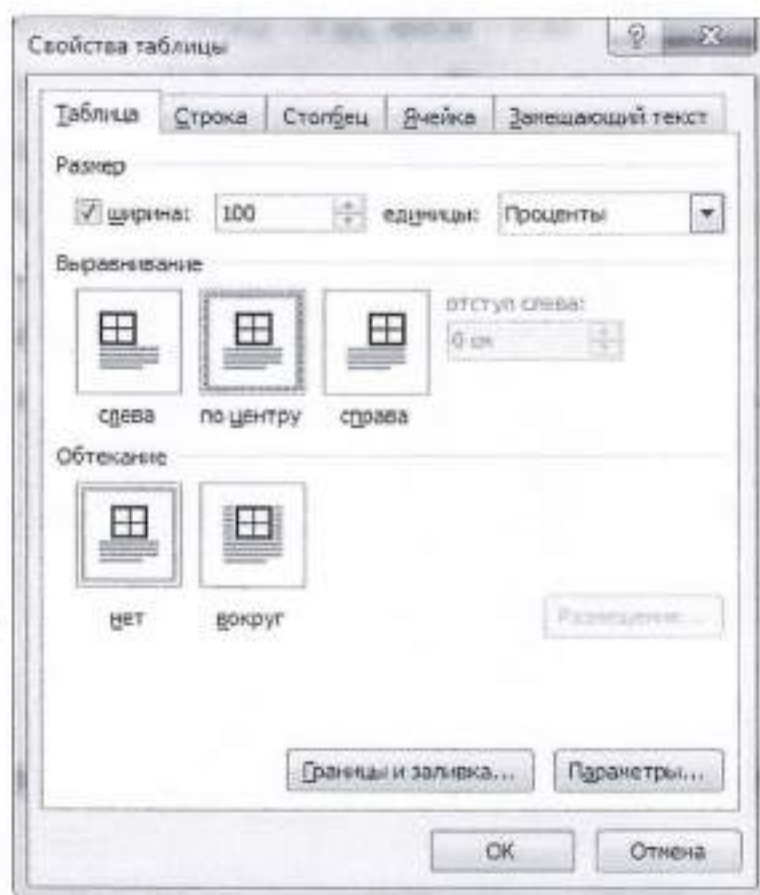 Свойства таблицы
Таблица Строка Столбец Ячейка Замещающий текст
Размер
ширина: 100 единицы: Проценты
Выравнивание
отступ слева:
0 см
слева по центру справа
Обтекание
нет вокруг
Размещение...
Границы и заливка... Параметры...
ОК Отмена